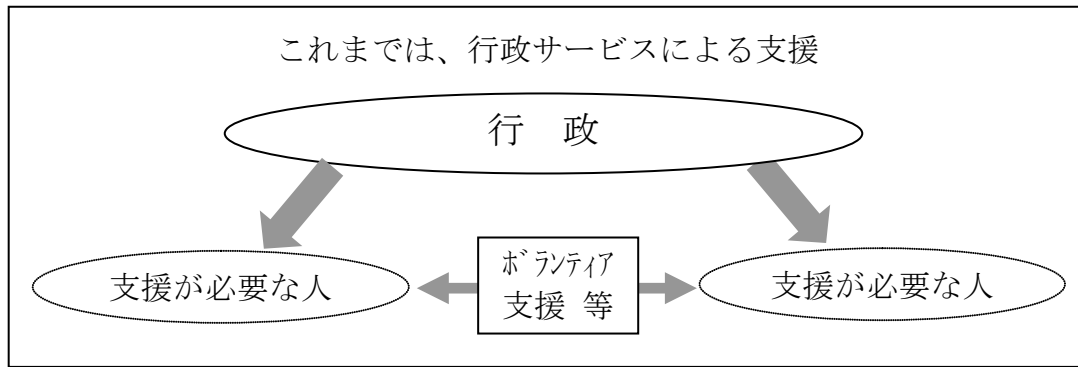 これまでは、行政サービスによる支援
行　政
支援が必要な人
ﾎﾞﾗﾝﾃｨｱ
支援 等
支援が必要な人